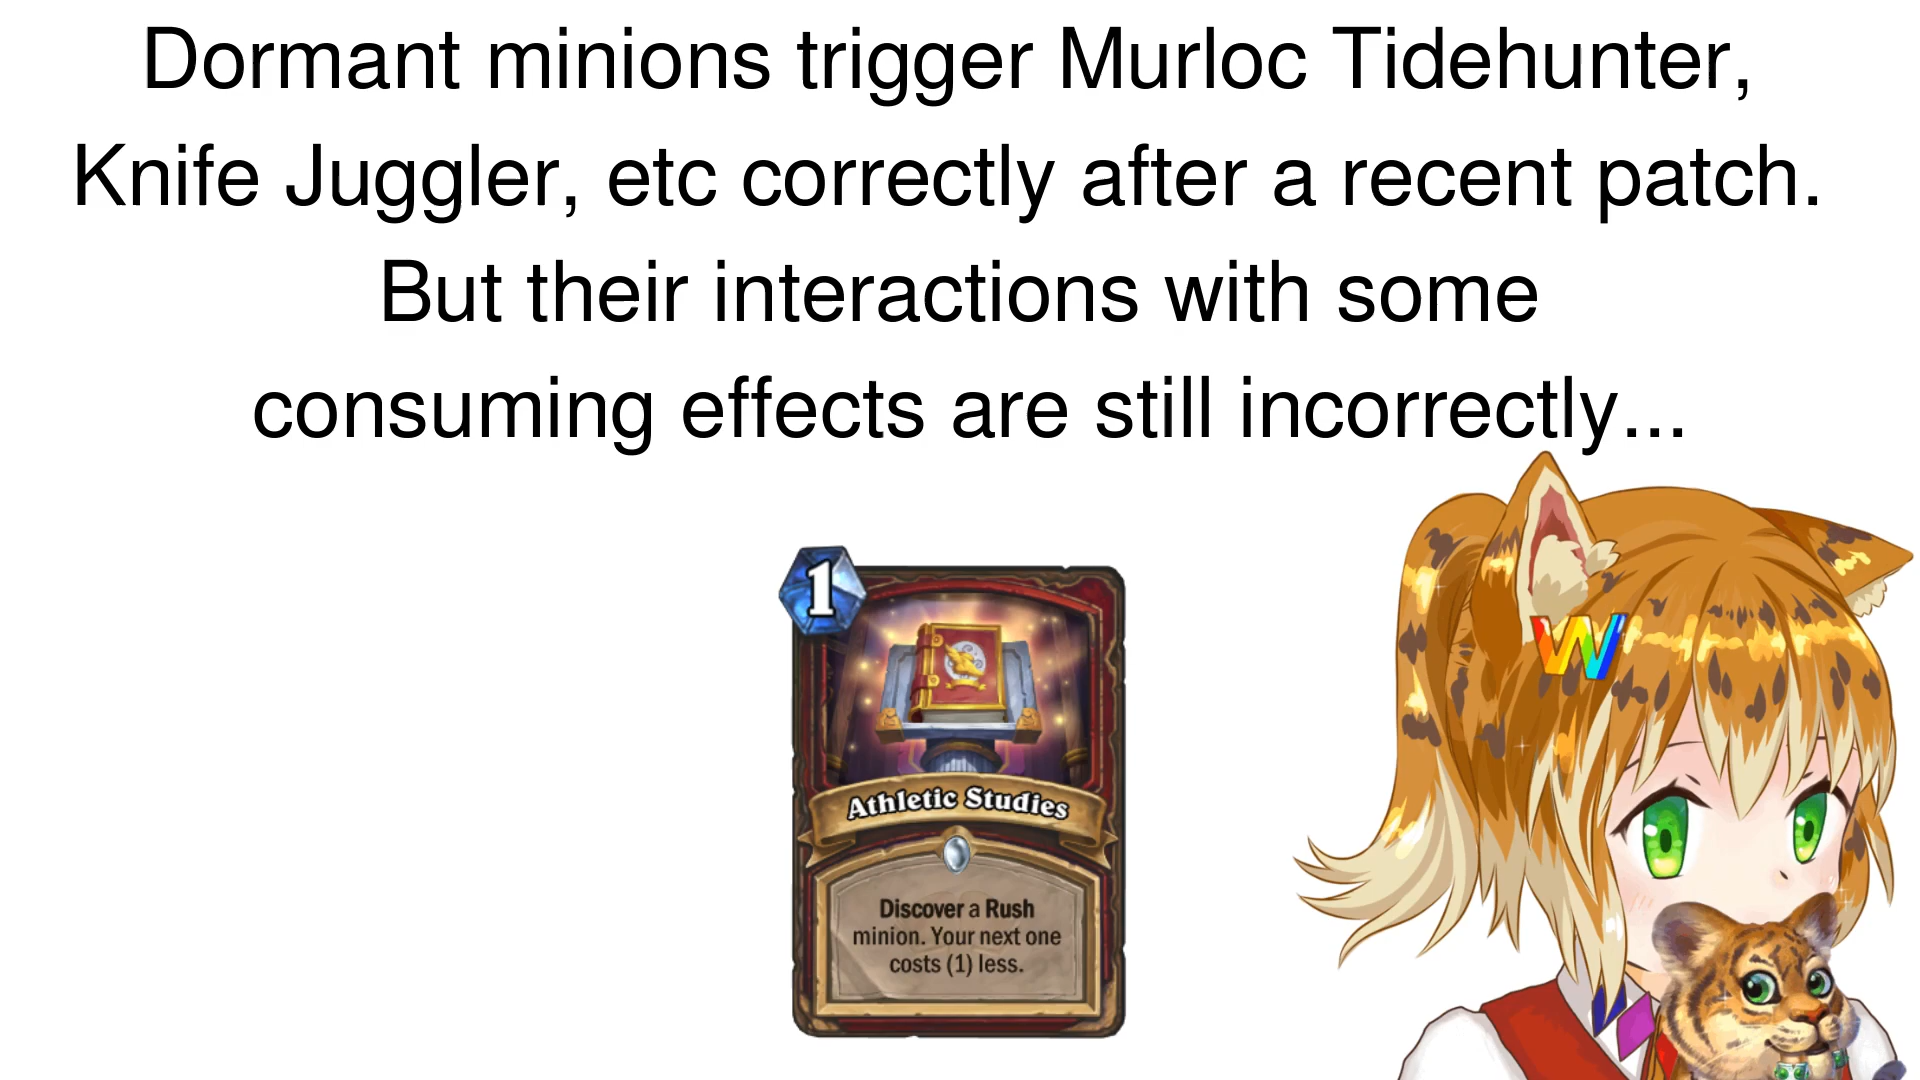 Dormant minions trigger Murloc Tidehunter,
Knife Juggler, etc correctly after a recent patch.
But their interactions with some
consuming effects are still incorrectly...
1
Athletic Studies
Discover a Rush
minion. Your next one
costs (1) less.
W